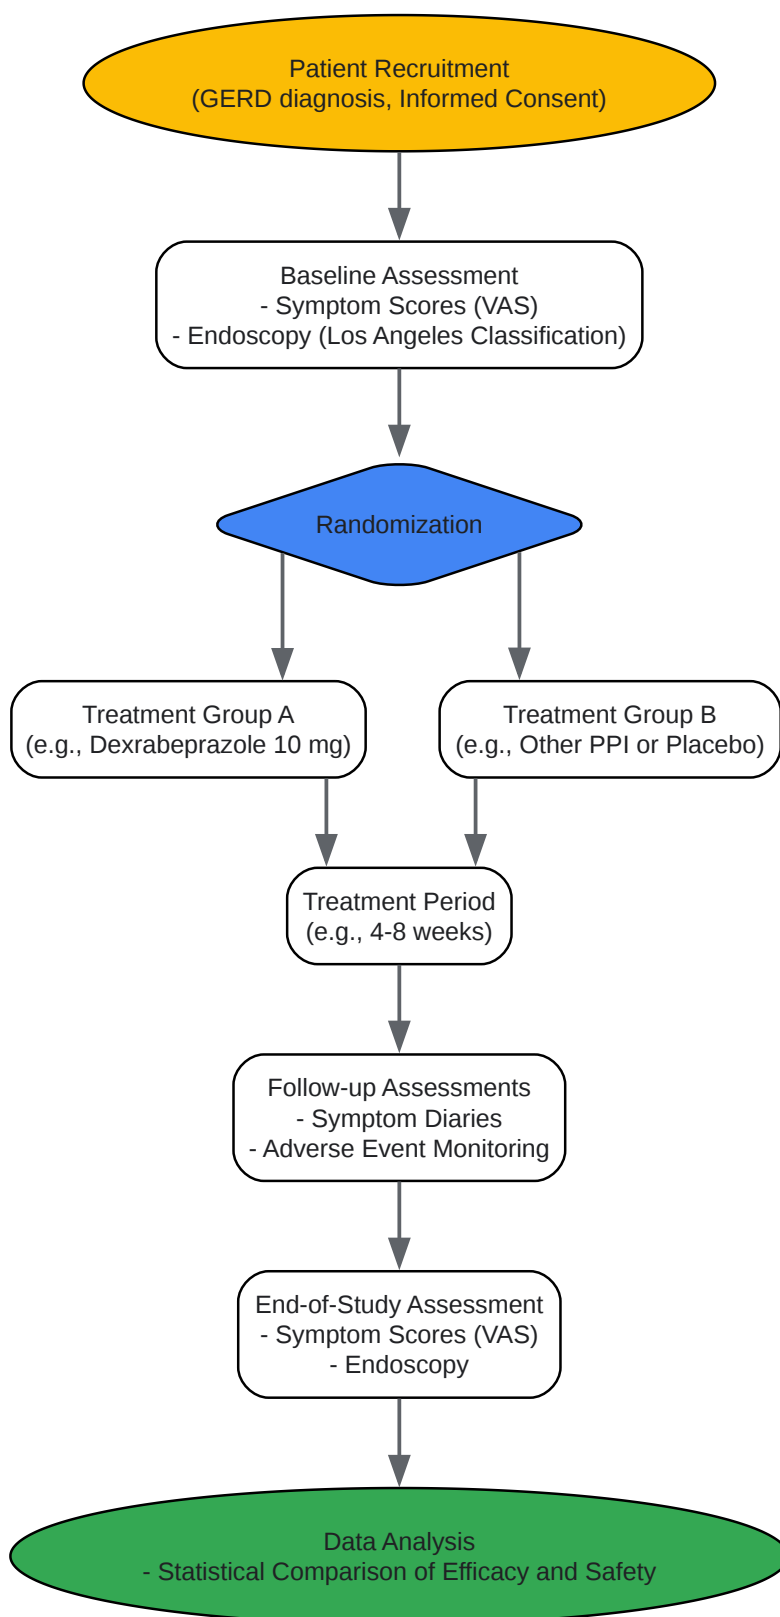 Patient Recruitment
(GERD diagnosis, Informed Consent)
Baseline Assessment
- Symptom Scores (VAS)
- Endoscopy (Los Angeles Classification)
Randomization
Treatment Group A
(e.g., Dexrabeprazole 10 mg)
Treatment Group B
(e.g., Other PPI or Placebo)
Treatment Period
(e.g., 4-8 weeks)
Follow-up Assessments
- Symptom Diaries
- Adverse Event Monitoring
End-of-Study Assessment
- Symptom Scores (VAS)
- Endoscopy
Data Analysis
- Statistical Comparison of Efficacy and Safety